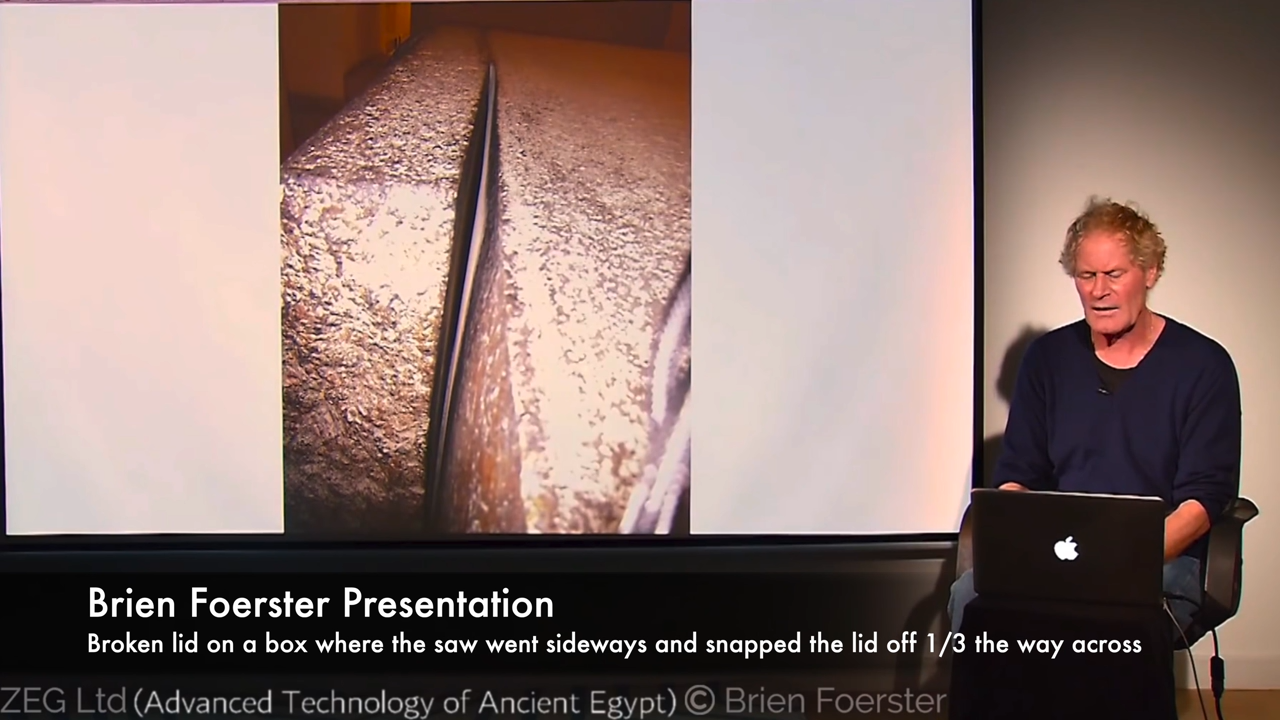 Brien Foerster Presentation
Broken lid on a box where the saw went sideways and snapped the lid off 1/3 the way across
ZEG Ltd (Advanced Technology of Ancient Egypt) © Brien Foerster